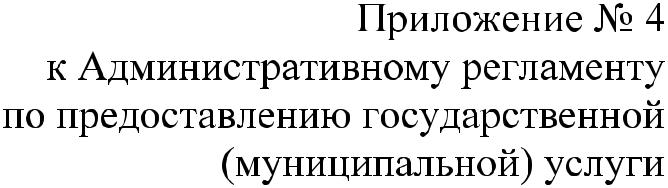 Приложение № 4
к Административному регламенту
по предоставлению государственной
(муниципальной) услуги